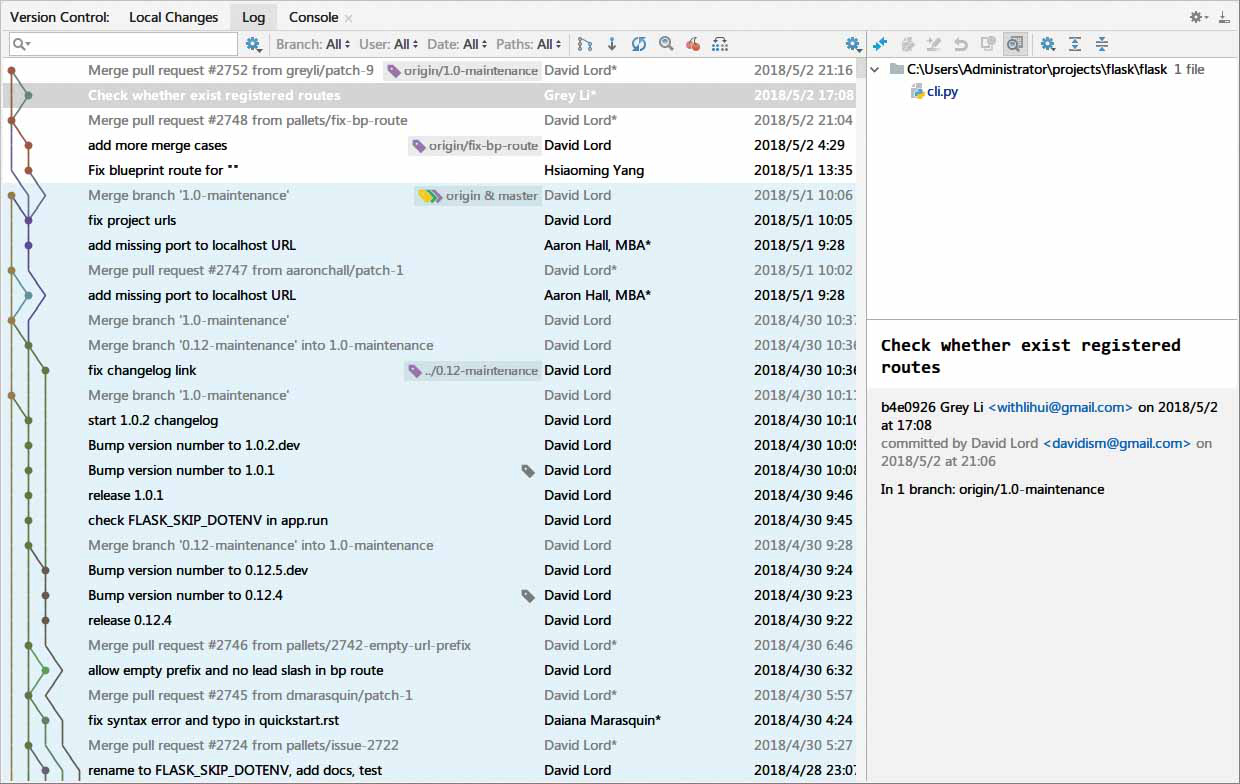 Version Control: Local Changes Log Console
Branch: All User: All Date: All Paths: All
Merge pull request #2752 from greyli/patch-9 origin/1.0-maintenance David Lord* 2018/5/2 21:16
Check whether exist registered routes Grey Li* 2018/5/2 17:08
Merge pull request #2748 from pallets/fix-bp-route David Lord* 2018/5/2 21:04
add more merge cases origin/fix-bp-route David Lord 2018/5/2 4:29
Fix blueprint route for "" Hsiaoming Yang 2018/5/1 13:35
Merge branch '1.0-maintenance' origin & master David Lord 2018/5/1 10:06
fix project urls David Lord 2018/5/1 10:05
add missing port to localhost URL Aaron Hall, MBA* 2018/5/1 9:28
Merge pull request #2747 from aaronchall/patch-1 David Lord* 2018/5/1 10:02
add missing port to localhost URL Aaron Hall, MBA* 2018/5/1 9:28
Merge branch '1.0-maintenance' David Lord 2018/4/30 10:37
Merge branch '0.12-maintenance' into 1.0-maintenance David Lord 2018/4/30 10:36
fix changelog link ../0.12-maintenance David Lord 2018/4/30 10:36
Merge branch '1.0-maintenance' David Lord 2018/4/30 10:11
start 1.0.2 changelog David Lord 2018/4/30 10:10
Bump version number to 1.0.2.dev David Lord 2018/4/30 10:09
Bump version number to 1.0.1 David Lord 2018/4/30 10:08
release 1.0.1 David Lord 2018/4/30 9:46
check FLASK_SKIP_DOTENV in app.run David Lord 2018/4/30 9:45
Merge branch '0.12-maintenance' into 1.0-maintenance David Lord 2018/4/30 9:28
Bump version number to 0.12.5.dev David Lord 2018/4/30 9:24
Bump version number to 0.12.4 David Lord 2018/4/30 9:23
release 0.12.4 David Lord 2018/4/30 9:22
Merge pull request #2746 from pallets/2742-empty-url-prefix David Lord* 2018/4/30 6:46
allow empty prefix and no lead slash in bp route David Lord 2018/4/30 6:32
Merge pull request #2745 from dmarasquin/patch-1 David Lord* 2018/4/30 5:57
fix syntax error and typo in quickstart.rst Daiana Marasquin* 2018/4/30 4:24
Merge pull request #2724 from pallets/issue-2722 David Lord* 2018/4/30 5:27
rename to FLASK_SKIP_DOTENV, add docs, test David Lord 2018/4/28 23:07
C:\Users\Administrator\projects\flask\flask 1 file
cli.py
Check whether exist registered
routes
b4e0926 Grey Li <withlihui@gmail.com> on 2018/5/2
at 17:08
committed by David Lord <davidism@gmail.com> on
2018/5/2 at 21:06
In 1 branch: origin/1.0-maintenance